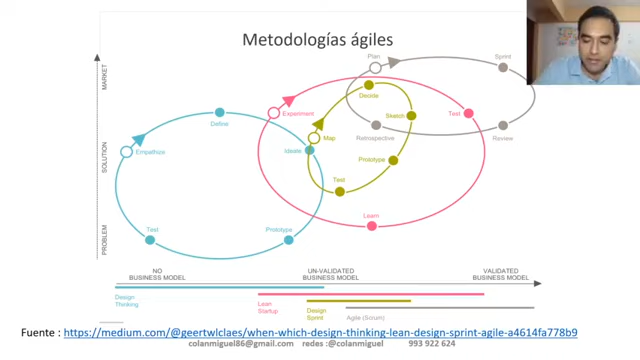 Metodologías ágiles
MARKET
SOLUTION
PROBLEM
Plan
Sprint
Decide
Experiment
Test
Sketch
Define
Map
Retrospective
Review
Empathize
Ideate
Prototype
Test
Learn
Test
Prototype
NO
BUSINESS MODEL
UN-VALIDATED
BUSINESS MODEL
VALIDATED
BUSINESS MODEL
Design
Thinking
Lean
Startup
Design
Sprint
Agile (Scrum)
Fuente : https://medium.com/@geertwlclaes/when-which-design-thinking-lean-design-sprint-agile-a4614fa778b9
colanmiguel86@gmail.com redes :@colanmiguel 993 922 624